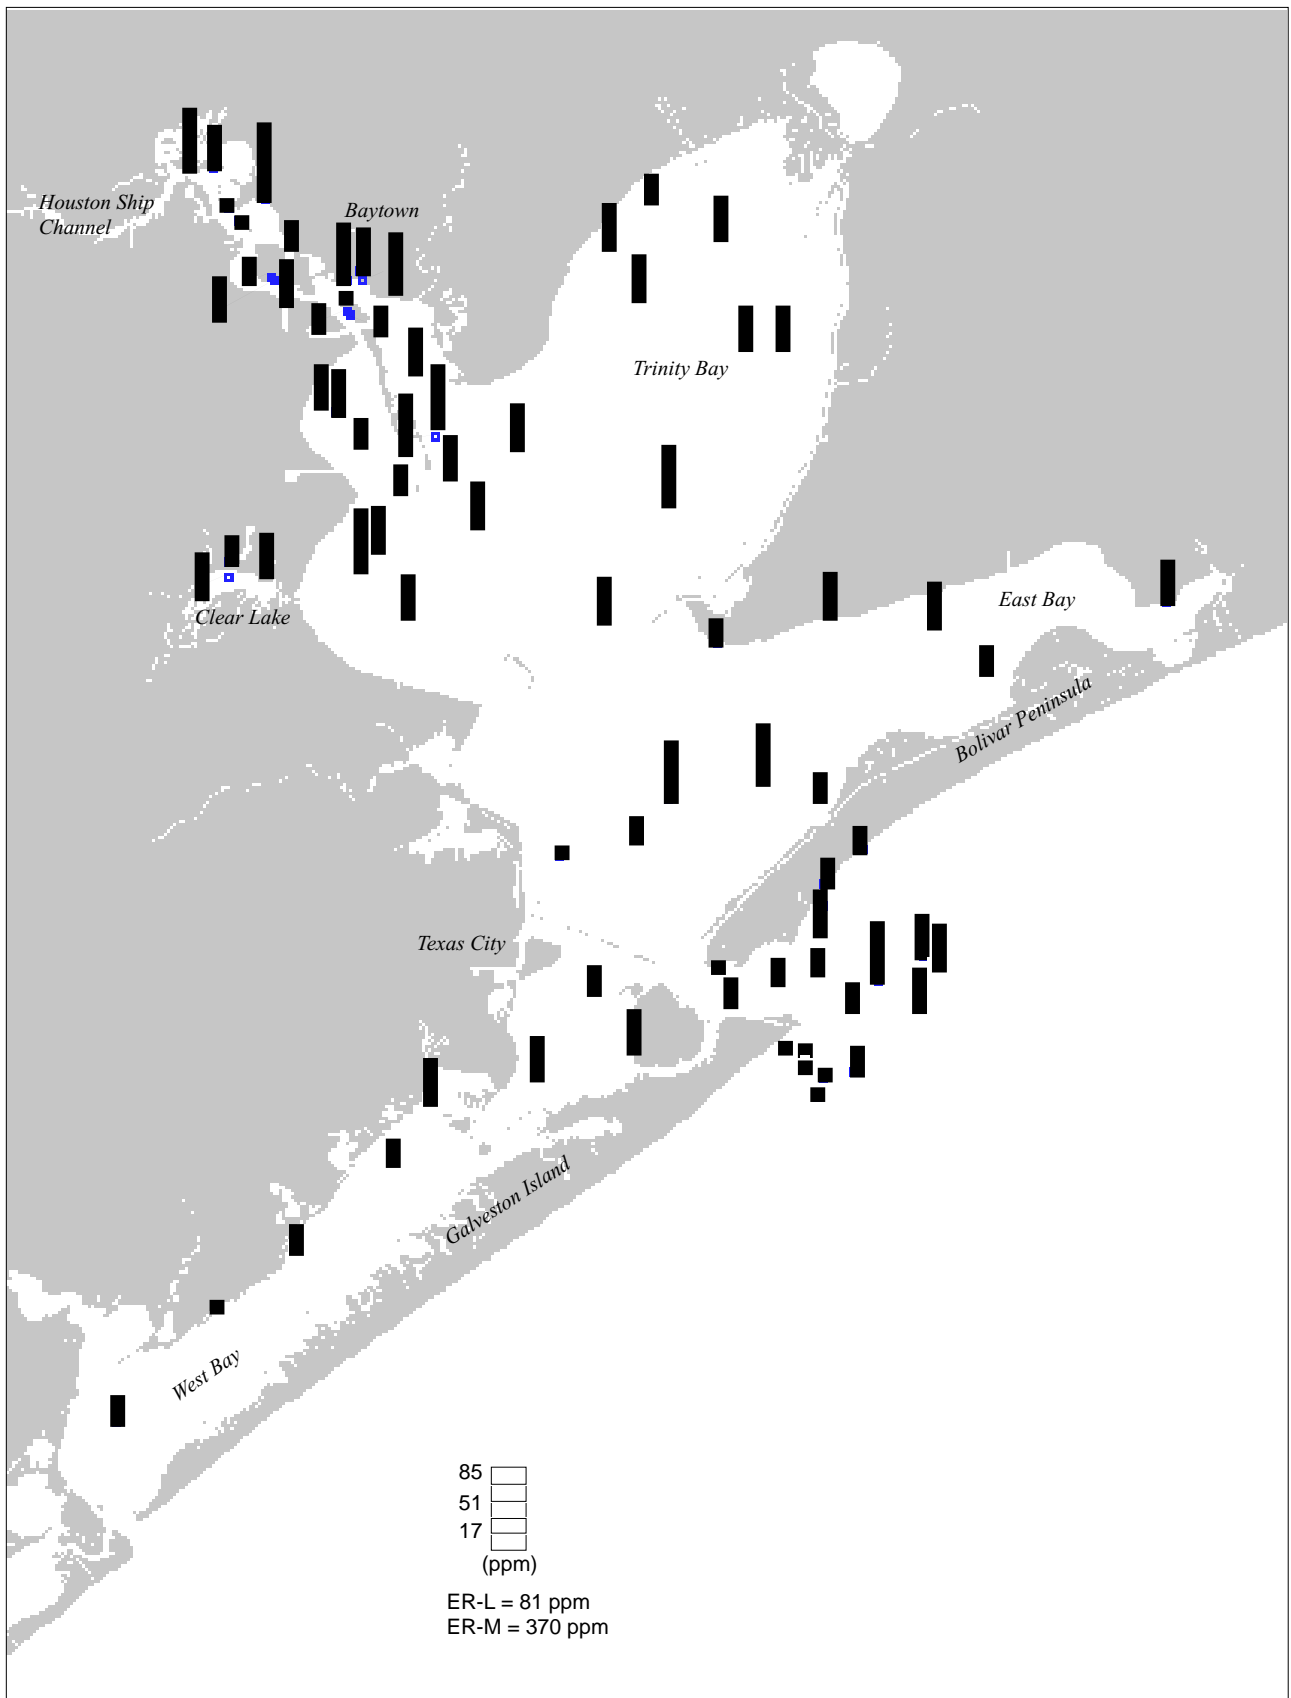 Houston Ship
Channel
Baytown
Trinity Bay
Clear Lake
East Bay
Bolivar Peninsula
Texas City
Galveston Island
West Bay
85
51
17
(ppm)
ER-L = 81 ppm
ER-M = 370 ppm